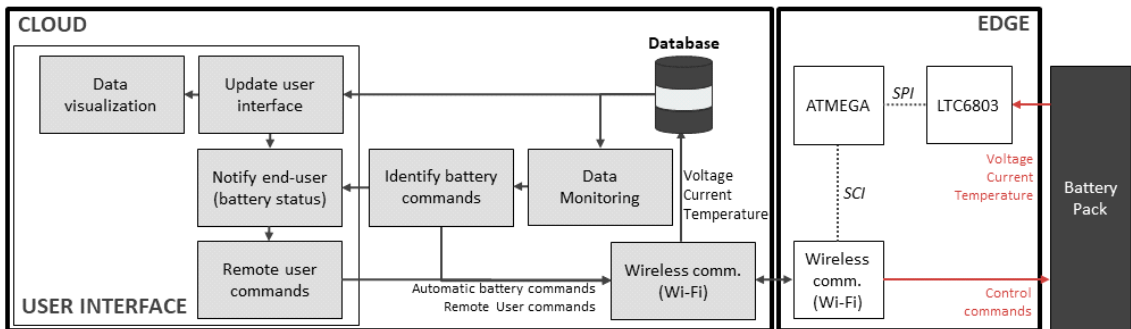 CLOUD
EDGE
Database
Data
visualization
Update user
interface
ATMEGA
SPI
LTC6803
Notify end-user
(battery status)
Identify battery
commands
Data
Monitoring
Voltage
Current
Temperature
SCI
Voltage
Current
Temperature
Battery
Pack
Remote user
commands
Automatic battery commands
Remote User commands
Wireless comm.
(Wi-Fi)
Wireless
comm.
(Wi-Fi)
Control
commands
USER INTERFACE